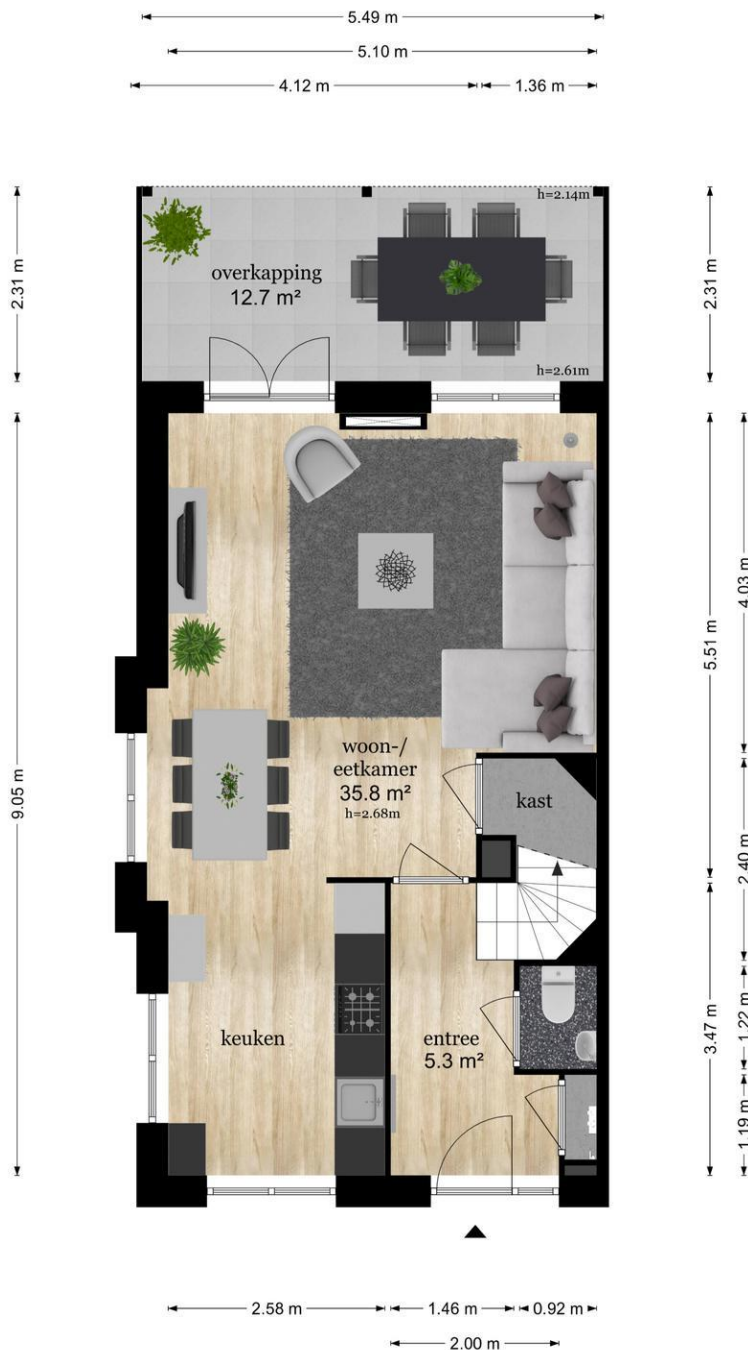 5.49 m
5.10 m
4.12 m
1.36 m
h=2.14m
2.31 m
2.31 m
overkapping
12.7 m²
h=2.61m
9.05 m
5.51 m
4.03 m
woon-/
eetkamer
35.8 m²
h=2.68m
kast
2.40 m
keuken
entree
5.3 m²
3.47 m
1.22 m
1.19 m
2.58 m
1.46 m
0.92 m
2.00 m